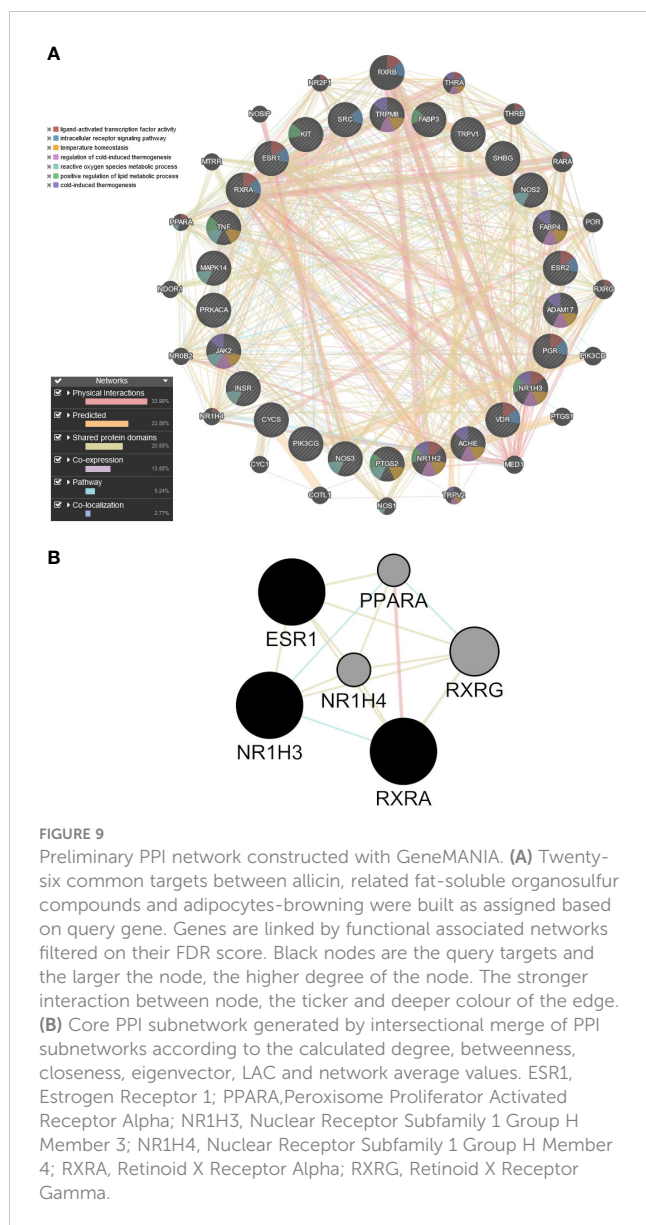 A
ligand-activated transcription factor activity
intracellular receptor signaling pathway
temperature homeostasis
regulation of cold-induced thermogenesis
reactive oxygen species metabolic process
positive regulation of lipid metabolic process
cold-induced thermogenesis
RXRB
NR2F1
THRA
NOSIP
SRC
TRPM8
FABP3
THRB
KIT
TRPV1
MTRR
ESR1
SHBG
RARA
RXRA
NOS2
PPARA
TNF
FABP4
POR
MAPK14
ESR2
NDOR1
RXRG
PRKACA
ADAM17
NR0B2
JAK2
PGR
PIK3CB
INSR
NR1H3
NR1H4
CYCS
VDR
PTGS1
PIK3CG
ACHE
NOS3
PTGS2
NR1H2
MED1
CYC1
COTL1
NOS1
TRPV2
Networks
Physical Interactions
33.99%
Predicted
23.58%
Shared protein domains
Co-expression
Pathway
5.24%
Co-localization
2.77%
B
PPARA
ESR1
RXRG
NR1H4
NR1H3
RXRA
FIGURE 9
Preliminary PPI network constructed with GeneMANIA. (A) Twenty-
six common targets between allicin, related fat-soluble organosulfur
compounds and adipocytes-browning were built as assigned based
on query gene. Genes are linked by functional associated networks
filtered on their FDR score. Black nodes are the query targets and
the larger the node, the higher degree of the node. The stronger
interaction between node, the ticker and deeper colour of the edge.
(B) Core PPI subnetwork generated by intersectional merge of PPI
subnetworks according to the calculated degree, betweenness,
closeness, eigenvector, LAC and network average values. ESR1,
Estrogen Receptor 1; PPARA,Peroxisome Proliferator Activated
Receptor Alpha; NR1H3, Nuclear Receptor Subfamily 1 Group H
Member 3; NR1H4, Nuclear Receptor Subfamily 1 Group H Member
4; RXRA, Retinoid X Receptor Alpha; RXRG, Retinoid X Receptor
Gamma.